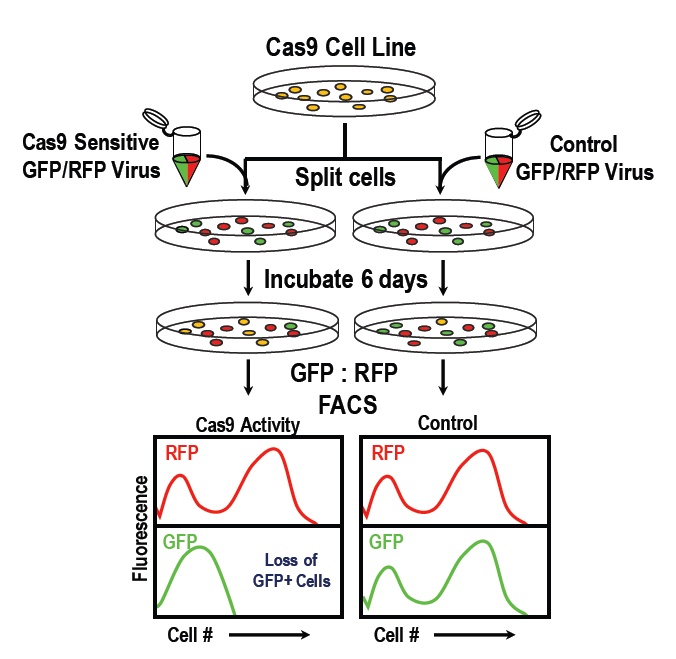 Cas9 Cell Line
Cas9 Sensitive
GFP/RFP Virus
Control
GFP/RFP Virus
Split cells
Incubate 6 days
GFP : RFP
FACS
Cas9 Activity
Control
Fluorescence
RFP
RFP
GFP
Loss of
GFP+ Cells
GFP
Cell #
Cell #